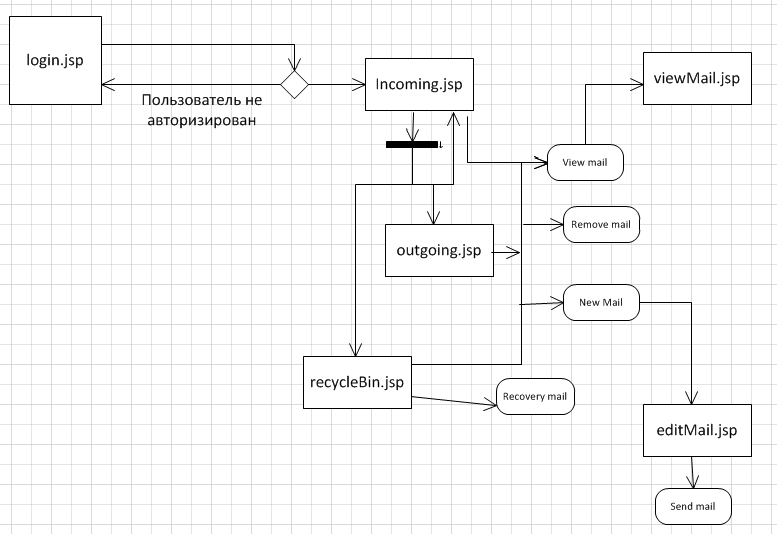 login.jsp
Пользователь не
авторизирован
Incoming.jsp
viewMail.jsp
View mail
Remove mail
outgoing.jsp
New Mail
recycleBin.jsp
Recovery mail
editMail.jsp
Send mail